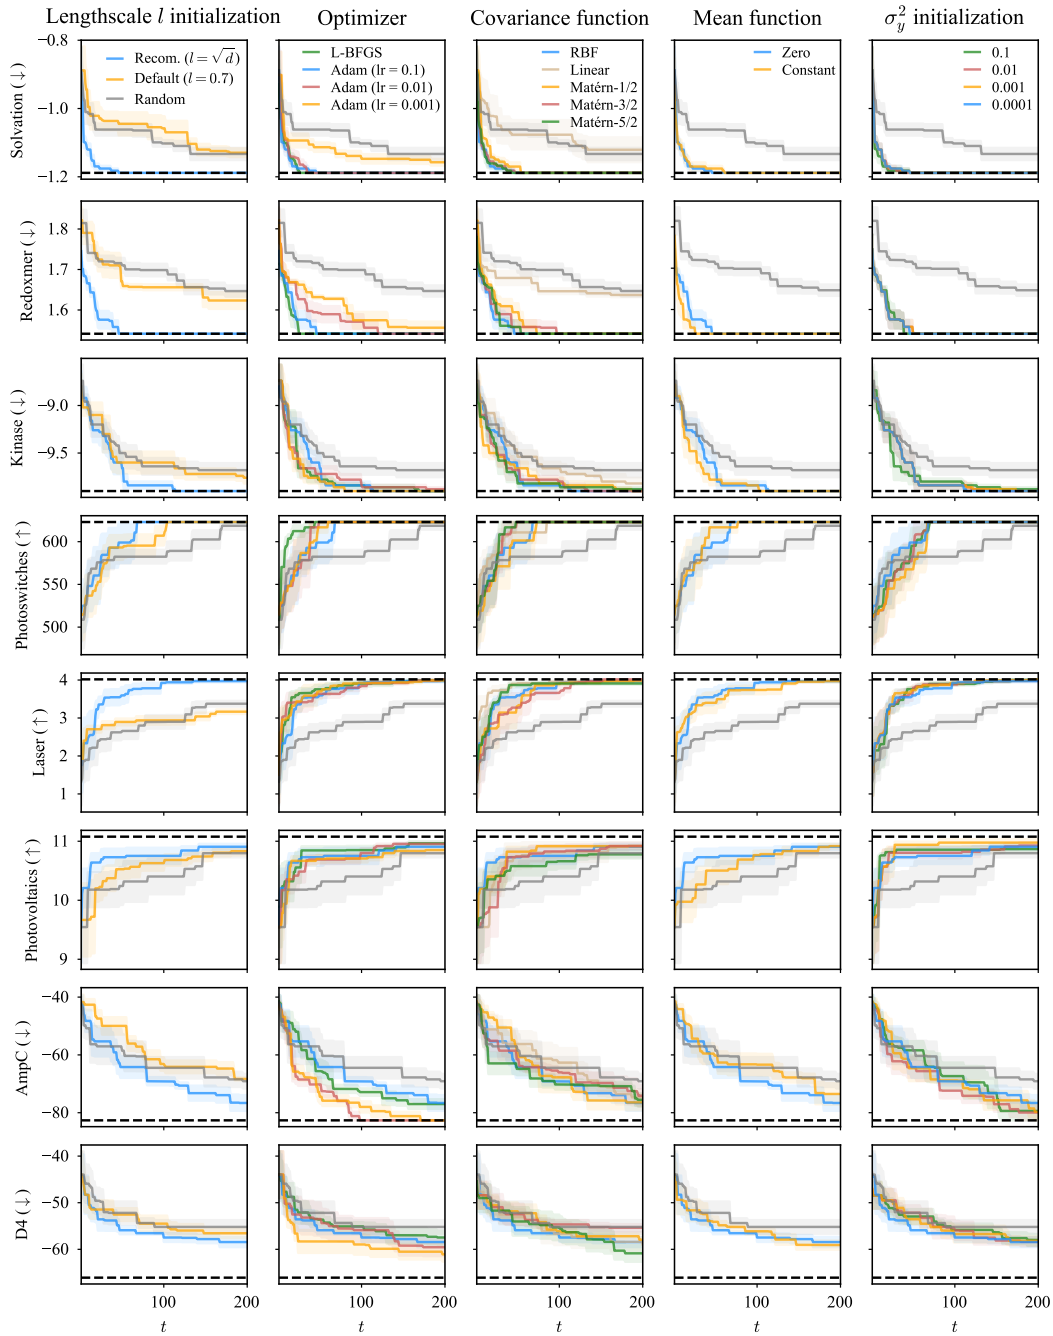 Lengthscale l initialization
Optimizer
Covariance function
Mean function
σ_y^2 initialization
Solvation (↓)
−0.8
−1.0
−1.2
Recom. (l = √d)
Default (l = 0.7)
Random
L-BFGS
Adam (lr = 0.1)
Adam (lr = 0.01)
Adam (lr = 0.001)
RBF
Linear
Matérn-1/2
Matérn-3/2
Matérn-5/2
Zero
Constant
0.1
0.01
0.001
0.0001
Redoxmer (↓)
1.8
1.7
1.6
Kinase (↓)
−9.0
−9.5
Photoswitches (↑)
600
550
500
Laser (↑)
4
3
2
1
Photovoltaics (↑)
11
10
9
AmpC (↓)
−40
−60
−80
D4 (↓)
−40
−50
−60
100 200
100 200
100 200
100 200
100 200
t
t
t
t
t